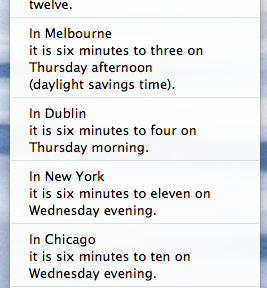 twelve.
In Melbourne
it is six minutes to three on
Thursday afternoon
(daylight savings time).
In Dublin
it is six minutes to four on
Thursday morning.
In New York
it is six minutes to eleven on
Wednesday evening.
In Chicago
it is six minutes to ten on
Wednesday evening.